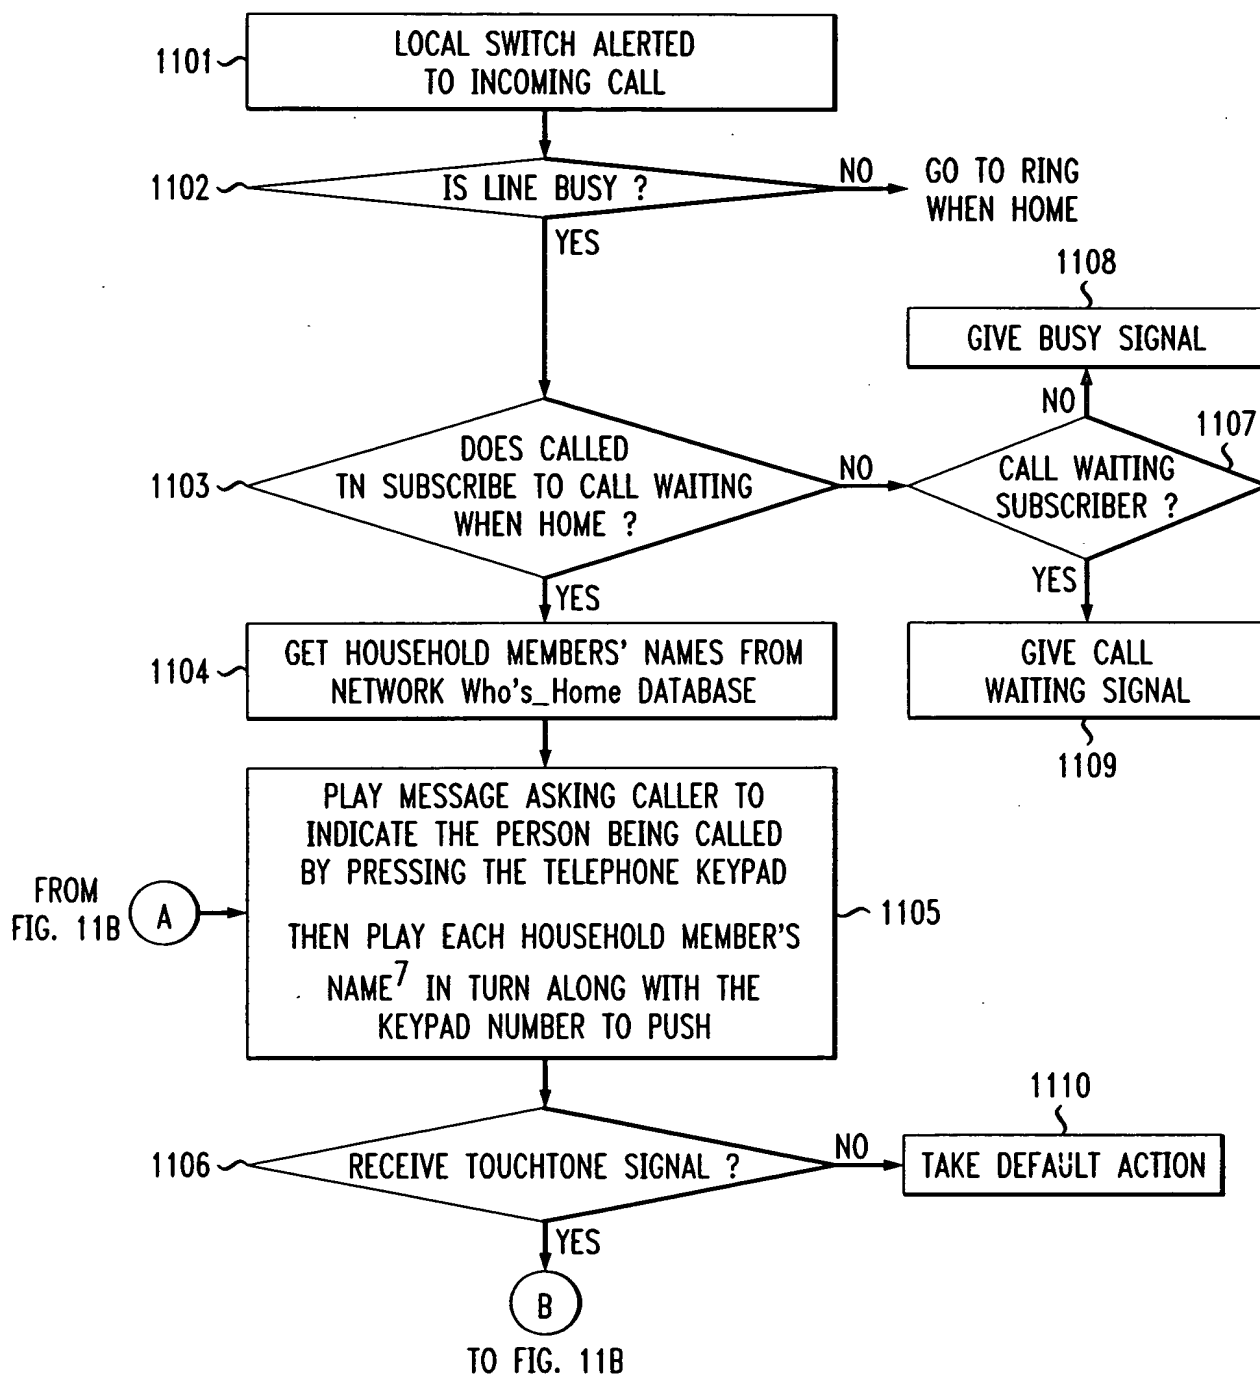 1101
LOCAL SWITCH ALERTED
TO INCOMING CALL
1102
IS LINE BUSY ?
NO
GO TO RING
WHEN HOME
YES
1108
GIVE BUSY SIGNAL
NO
1107
1103
DOES CALLED
TN SUBSCRIBE TO CALL WAITING
WHEN HOME ?
NO
CALL WAITING
SUBSCRIBER ?
YES
YES
1104
GET HOUSEHOLD MEMBERS' NAMES FROM
NETWORK Who's_Home DATABASE
GIVE CALL
WAITING SIGNAL
1109
PLAY MESSAGE ASKING CALLER TO
INDICATE THE PERSON BEING CALLED
BY PRESSING THE TELEPHONE KEYPAD
THEN PLAY EACH HOUSEHOLD MEMBER'S
NAME7 IN TURN ALONG WITH THE
KEYPAD NUMBER TO PUSH
FROM
FIG. 11B
A
1105
1106
RECEIVE TOUCHTONE SIGNAL ?
NO
1110
TAKE DEFAULT ACTION
YES
B
TO FIG. 11B